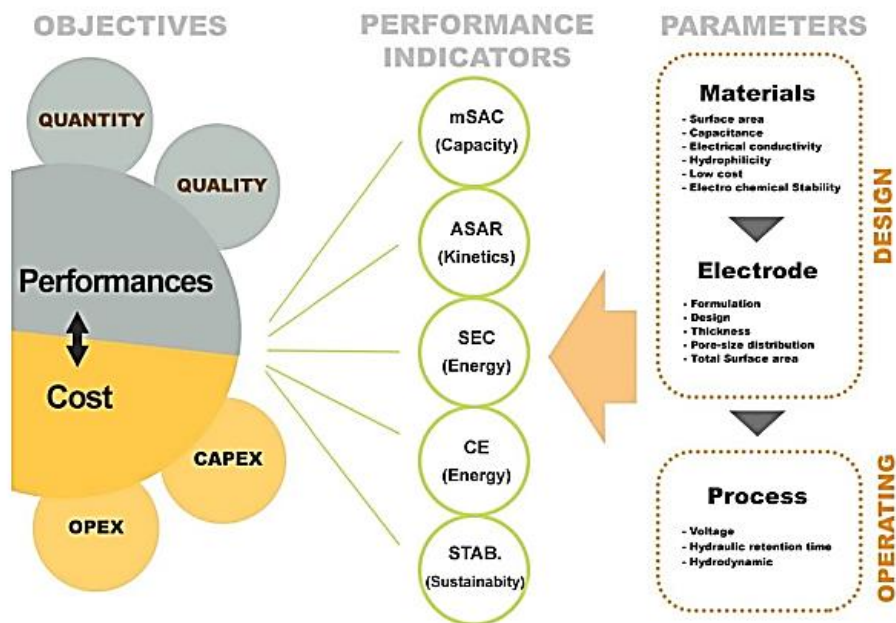 OBJECTIVES
QUANTITY
QUALITY
Performances
Cost
CAPEX
OPEX
PERFORMANCE
INDICATORS
mSAC
(Capacity)
ASAR
(Kinetics)
SEC
(Energy)
CE
(Energy)
STAB.
(Sustainabity)
PARAMETERS
Materials
- Surface area
- Capacitance
- Electrical conductivity
- Hydrophilicity
- Low cost
- Electro chemical Stability
Electrode
- Formulation
- Design
- Thickness
- Pore-size distribution
- Total Surface area
DESIGN
Process
- Voltage
- Hydraulic retention time
- Hydrodynamic
OPERATING